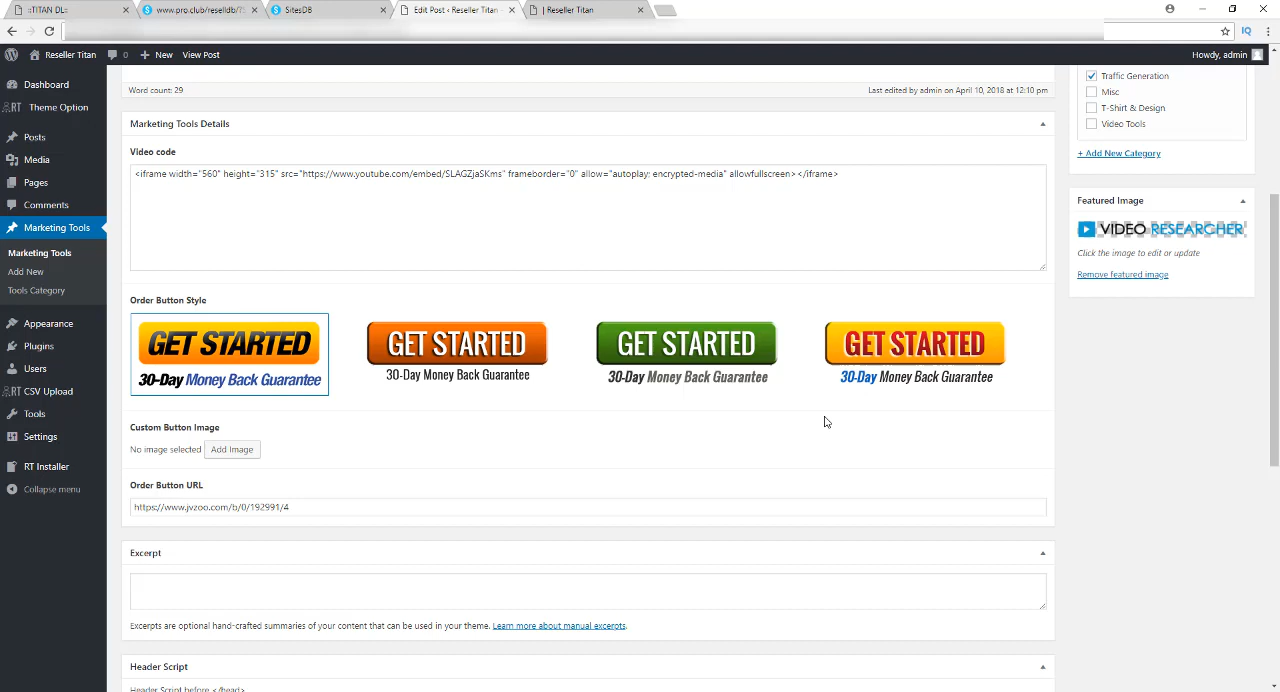 ::TITAN DL::
www.pro.club/reselldb/?S
SitesDB
Edit Post ‹ Reseller Titan
| Reseller Titan
IQ
Reseller Titan 0 New View Post
Howdy, admin
Dashboard
RT Theme Option
Posts
Media
Pages
Comments
Marketing Tools
Marketing Tools
Add New
Tools Category
Appearance
Plugins
Users
RT CSV Upload
Tools
Settings
RT Installer
Collapse menu
Word count: 29
Last edited by admin on April 10, 2018 at 12:10 pm
Marketing Tools Details
Video code
<iframe width="560" height="315" src="https://www.youtube.com/embed/SLAGZjaSKms" frameborder="0" allow="autoplay; encrypted-media" allowfullscreen></iframe>
Order Button Style
GET STARTED
30-Day Money Back Guarantee
GET STARTED
30-Day Money Back Guarantee
GET STARTED
30-Day Money Back Guarantee
GET STARTED
30-Day Money Back Guarantee
Custom Button Image
No image selected Add Image
Order Button URL
https://www.jvzoo.com/b/0/192991/4
Excerpt
Excerpts are optional hand-crafted summaries of your content that can be used in your theme. Learn more about manual excerpts.
Header Script
Header Script before </head>
Traffic Generation
Misc
T-Shirt & Design
Video Tools
+ Add New Category
Featured Image
VIDEO RESEARCHER
Click the image to edit or update
Remove featured image